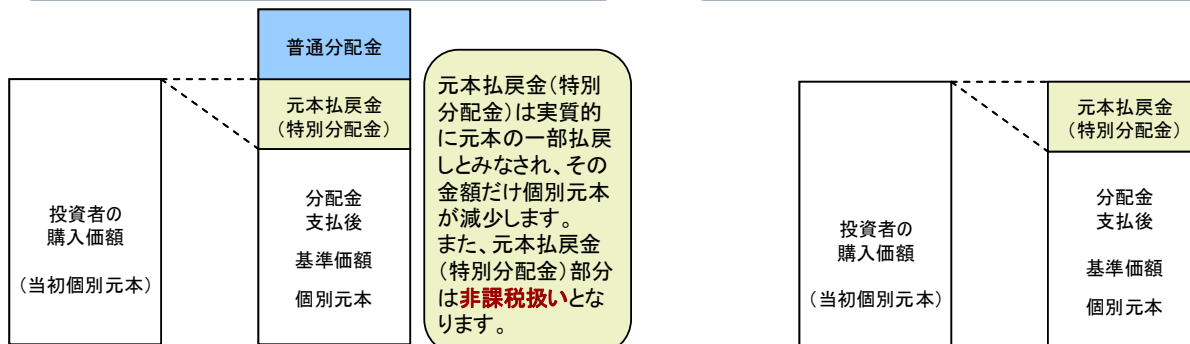 普通分配金
元本払戻金
（特別分配金）
投資者の
購入価額
（当初個別元本）
分配金
支払後
基準価額
個別元本
元本払戻金（特別
分配金）は実質的
に元本の一部払戻
しとみなされ、その
金額だけ個別元本
が減少します。
また、元本払戻金
（特別分配金）部分
は非課税扱いとな
ります。
元本払戻金
（特別分配金）
投資者の
購入価額
（当初個別元本）
分配金
支払後
基準価額
個別元本